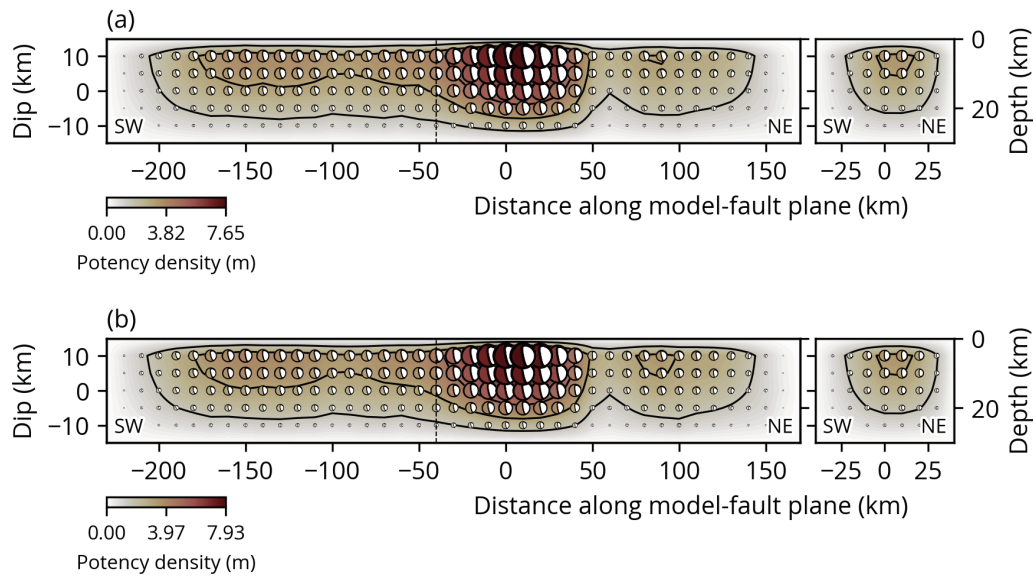 (a)
Dip (km)
10
0
−10
SW
NE
SW
NE
0
20
Depth (km)
−200
−150
−100
−50
0
50
100
150
−25
0
25
Distance along model-fault plane (km)
0.00
3.82
7.65
Potency density (m)
(b)
Dip (km)
10
0
−10
SW
NE
SW
NE
0
20
Depth (km)
−200
−150
−100
−50
0
50
100
150
−25
0
25
Distance along model-fault plane (km)
0.00
3.97
7.93
Potency density (m)